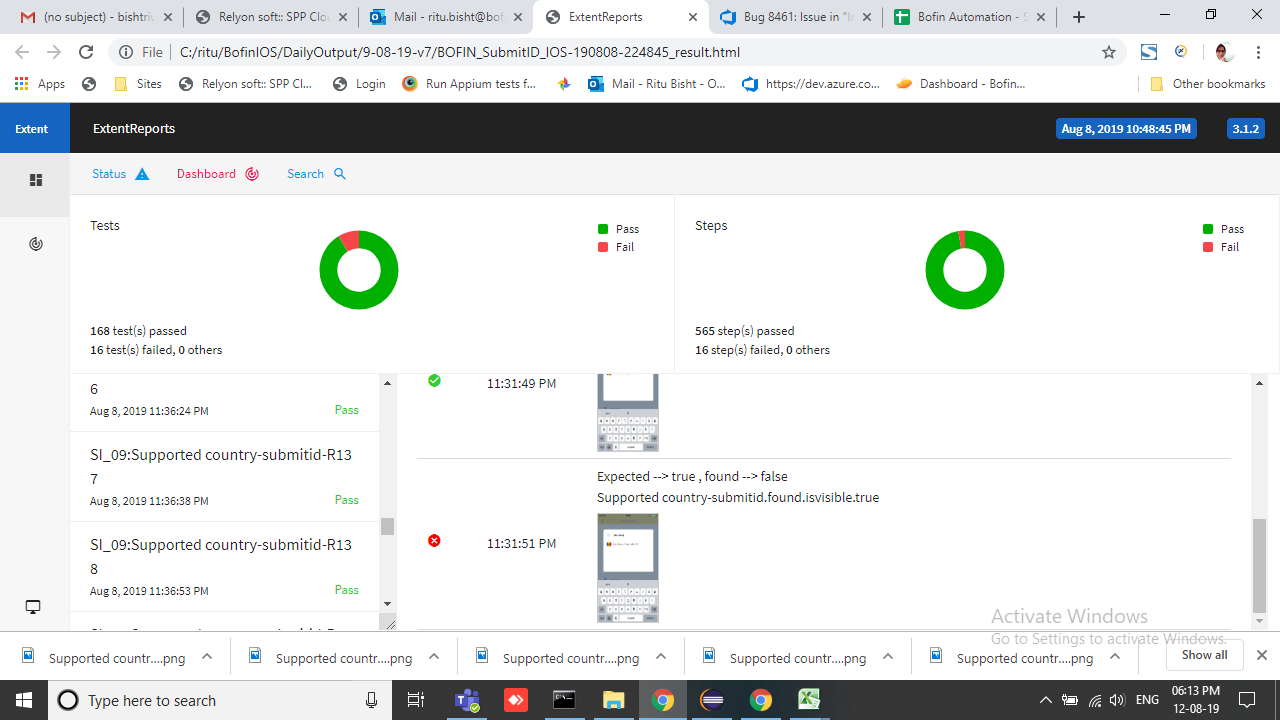 (no subject) - bishtriu
Relyon soft:: SPP Clou
Mail - ritu.bisht@bof
ExtentReports
Bug 8461: Issue in "In
Bofin Automation - S
File
C:/ritu/BofinIOS/DailyOutput/9-08-19-v7/BOFIN_SubmitID_IOS-190808-224845_result.html
Apps
Sites
Relyon soft:: SPP Cl...
Login
Run Appium tests f...
Mail - Ritu Bisht - O...
https://dev.azure.co...
Dashboard - Bofin...
Other bookmarks
Extent
ExtentReports
Aug 8, 2019 10:48:45 PM
3.1.2
Status
Dashboard
Search
Tests
Pass
Fail
168 test(s) passed
16 test(s) failed, 0 others
Steps
Pass
Fail
565 step(s) passed
16 step(s) failed, 0 others
6
Aug 8, 2019 11:36:24 PM
Pass
SI_09:Supported country-submitid-R13
7
Aug 8, 2019 11:36:38 PM
Pass
SI_09:Supported country-submitid-R13
8
Aug 8, 2019 11:36:53 PM
Pass
11:31:49 PM
Expected --> true , found --> false
Supported country-submitid.found.isvisible.true
11:31:51 PM
Activate Windows
Go to Settings to activate Windows.
Supported countr....png
Supported countr....png
Supported countr....png
Supported countr....png
Supported countr....png
Show all
Type here to search
ENG
06:13 PM
12-08-19